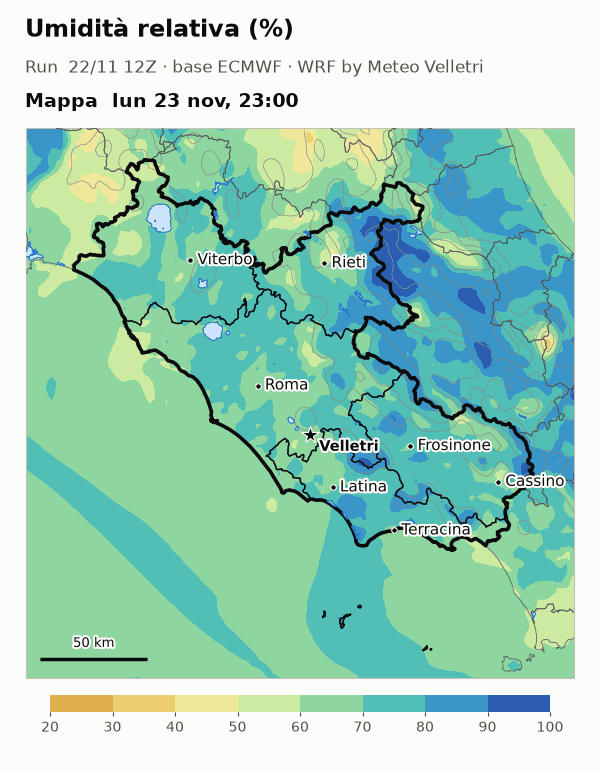 Umidità relativa (%)
Run  22/11 12Z · base ECMWF · WRF by Meteo Velletri
Mappa  lun 23 nov, 23:00
Viterbo
Rieti
Roma
Velletri
Frosinone
Latina
Cassino
Terracina
50 km
20 30 40 50 60 70 80 90 100